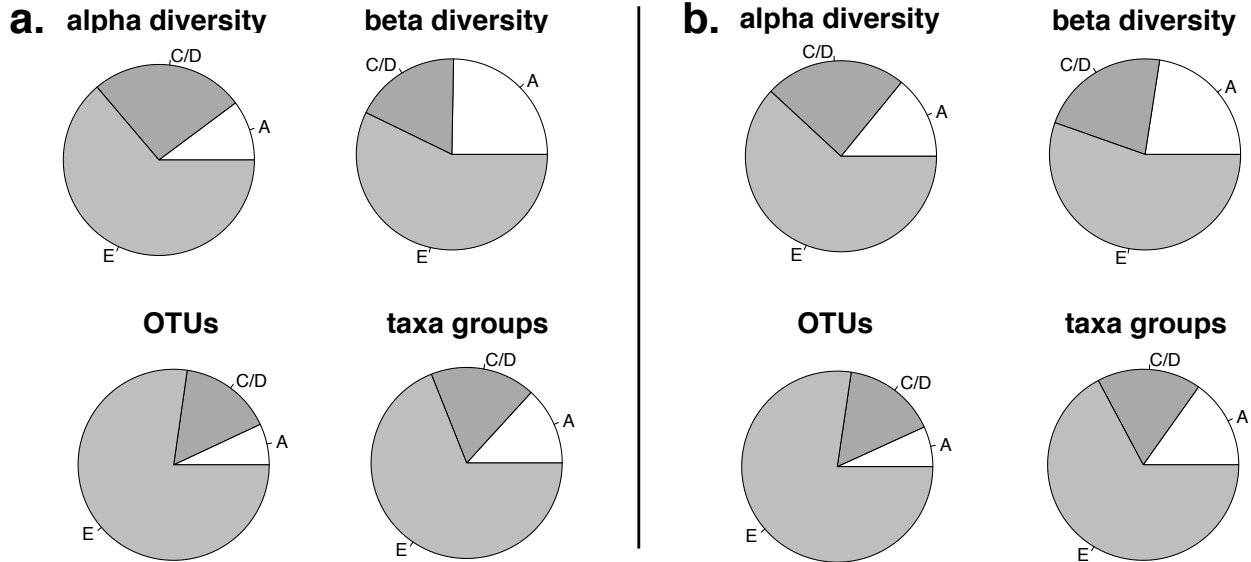 a.
alpha diversity
C/D
A
E
beta diversity
C/D
A
E
OTUs
C/D
A
E
taxa groups
C/D
A
E
b.
alpha diversity
C/D
A
E
beta diversity
C/D
A
E
OTUs
C/D
A
E
taxa groups
C/D
A
E